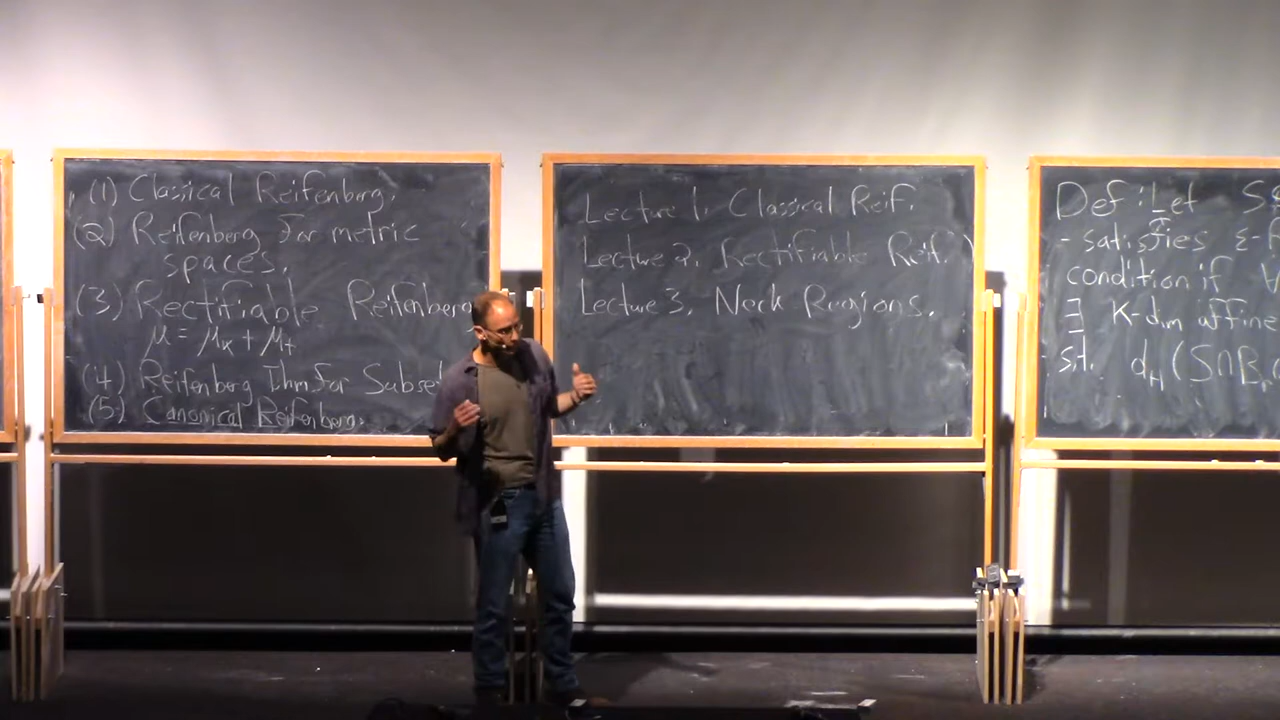 (1) Classical Reifenberg.
(2) Reifenberg For metric
spaces.
(3) Rectifiable Reifenberg
μ = μ_K + μ_+
(4) Reifenberg Thm For Subset
(5) Canonical Reifenberg.
Lecture 1. Classical Reif.
Lecture 2. Rectifiable Reif.
Lecture 3. Neck Regions.
Def: Let S⊆
- satisfies ε-
condition if ∀
∃ K-dim affine
s.t. d_H(S∩B_r(